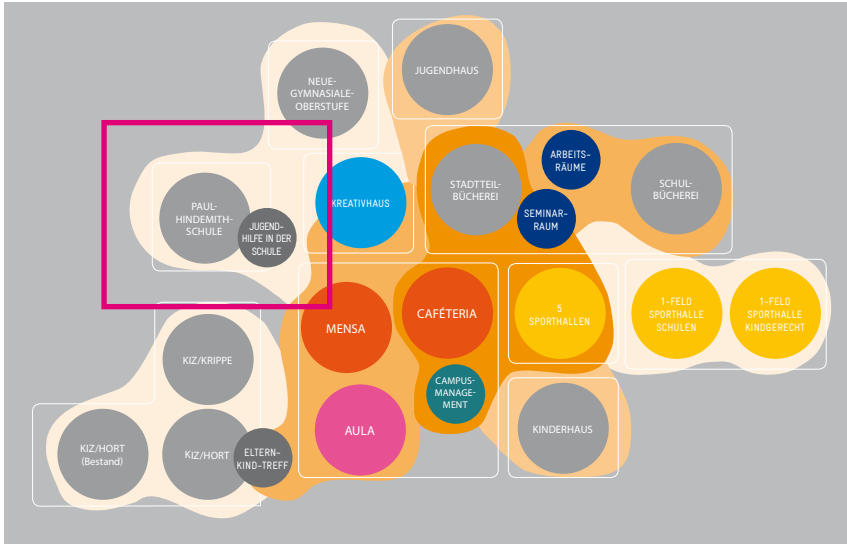 NEUE-
GYMNASIALE-
OBERSTUFE
JUGENDHAUS
PAUL-
HINDEMITH-
SCHULE
JUGEND-
HILFE IN DER
SCHULE
KREATIVHAUS
STADTTEIL-
BÜCHEREI
ARBEITS-
RÄUME
SEMINAR-
RAUM
SCHUL-
BÜCHEREI
MENSA
CAFÉTERIA
5
SPORTHALLEN
1-FELD
SPORTHALLE
SCHULEN
1-FELD
SPORTHALLE
KINDGERECHT
KIZ/KRIPPE
CAMPUS-
MANAGE-
MENT
AULA
KINDERHAUS
KIZ/HORT
(Bestand)
KIZ/HORT
ELTERN-
KIND-TREFF